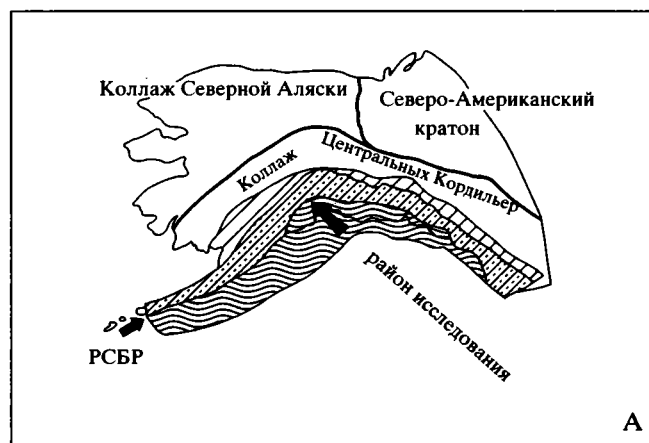 Коллаж Северной Аляски
Северо-Американский
кратон
Коллаж Центральных Кордильер
район исследования
РСБР
А